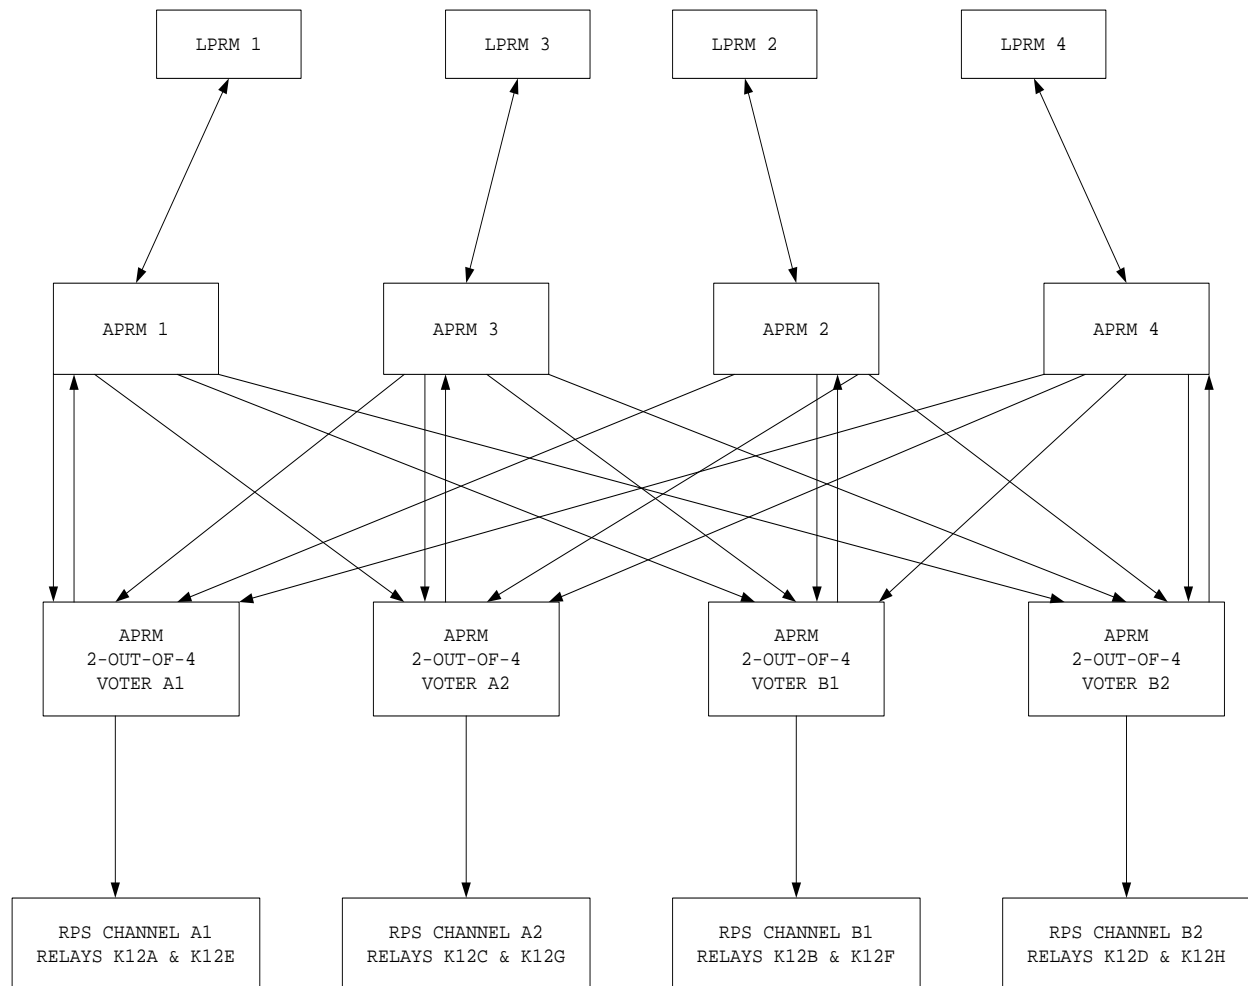 LPRM 1
LPRM 3
LPRM 2
LPRM 4
APRM 1
APRM 3
APRM 2
APRM 4
APRM
2-OUT-OF-4
VOTER A1
APRM
2-OUT-OF-4
VOTER A2
APRM
2-OUT-OF-4
VOTER B1
APRM
2-OUT-OF-4
VOTER B2
RPS CHANNEL A1
RELAYS K12A & K12E
RPS CHANNEL A2
RELAYS K12C & K12G
RPS CHANNEL B1
RELAYS K12B & K12F
RPS CHANNEL B2
RELAYS K12D & K12H